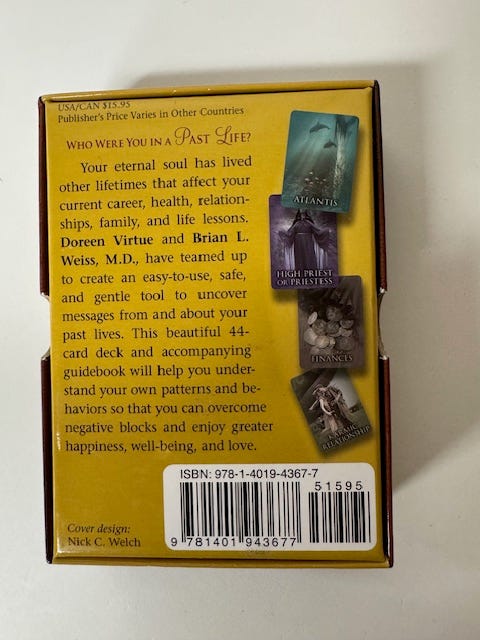 USA/CAN $15.95
Publisher's Price Varies in Other Countries
WHO WERE YOU IN A PAST LIFE?
Your eternal soul has lived
other lifetimes that affect your
current career, health, relation-
ships, family, and life lessons.
Doreen Virtue and Brian L.
Weiss, M.D., have teamed up
to create an easy-to-use, safe,
and gentle tool to uncover
messages from and about your
past lives. This beautiful 44-
card deck and accompanying
guidebook will help you under-
stand your own patterns and be-
haviors so that you can overcome
negative blocks and enjoy greater
happiness, well-being, and love.
ATLANTIS
HIGH PRIEST
OR PRIESTESS
FINANCES
KARMIC
RELATIONSHIP
ISBN: 978-1-4019-4367-7
51595
9 781401 943677
Cover design:
Nick C. Welch